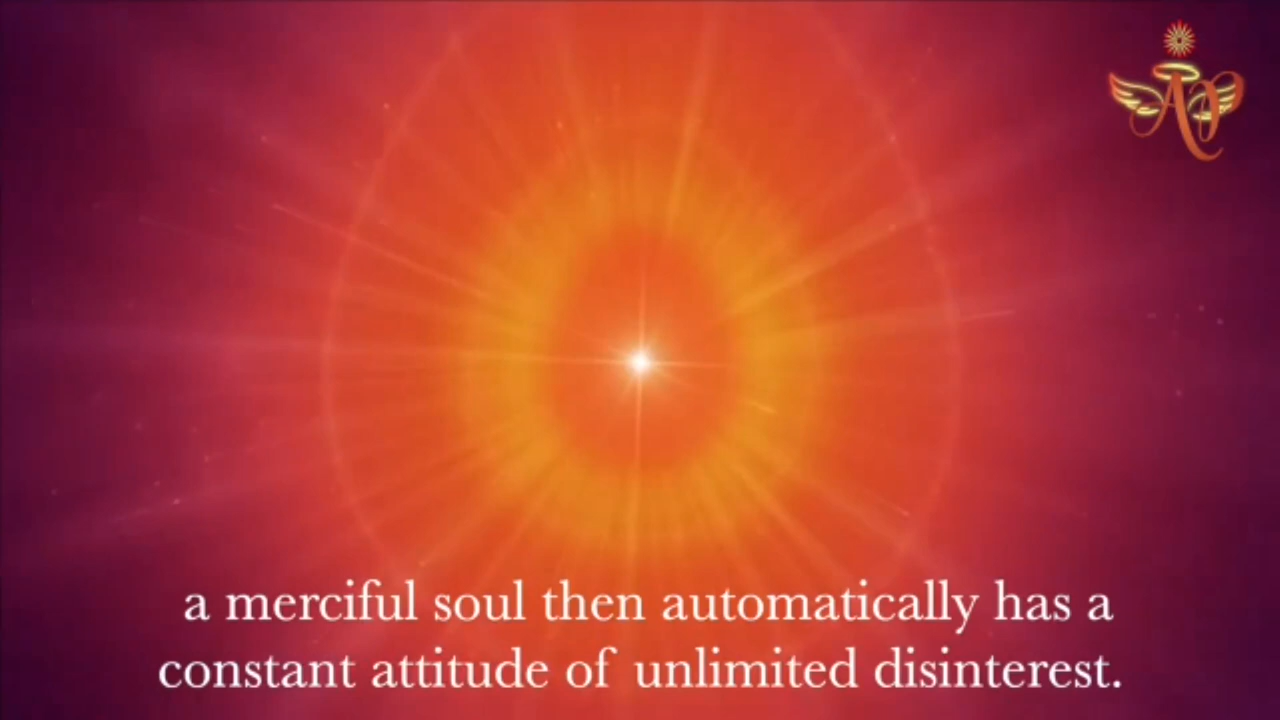 a merciful soul then automatically has a
constant attitude of unlimited disinterest.